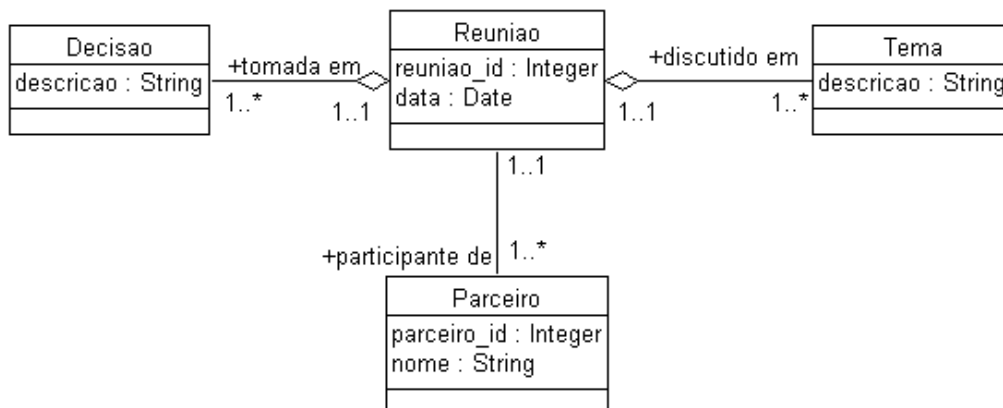 Decisao
descricao : String
+tomada em
1..*
1..1
Reuniao
reuniao_id : Integer
data : Date
+discutido em
1..1
1..*
Tema
descricao : String
1..1
+participante de
1..*
Parceiro
parceiro_id : Integer
nome : String